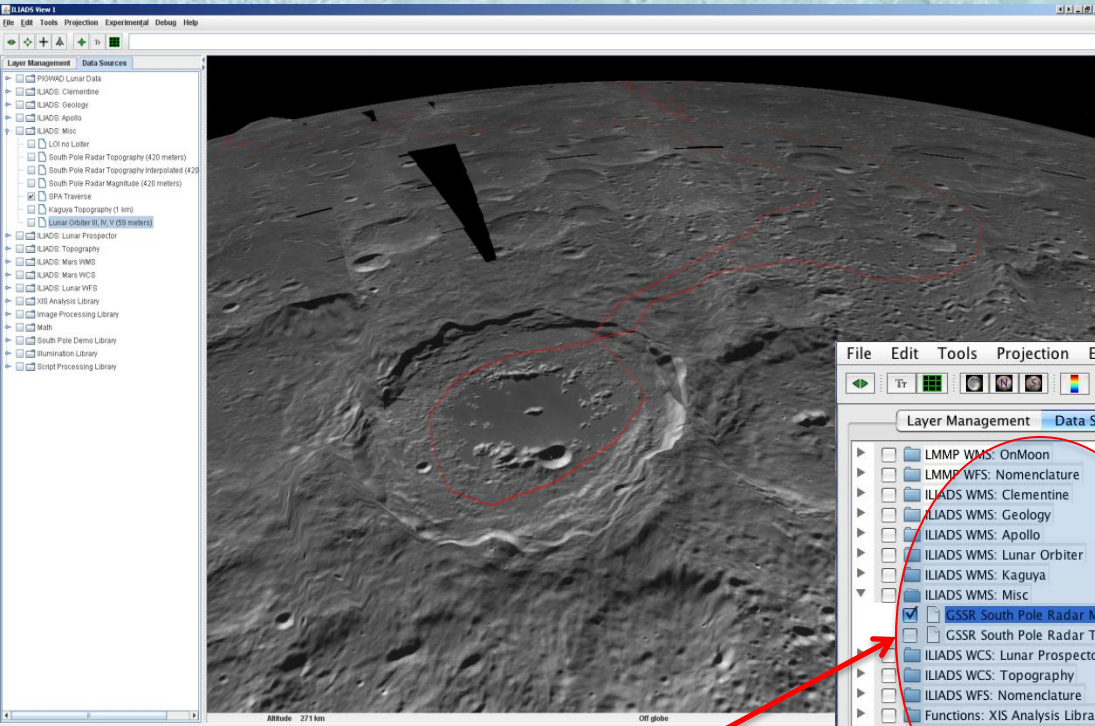 ILIADS View 1
File Edit Tools Projection Experimental Debug Help
Layer Management Data Sources
PIGWAD Lunar Data
ILIADS: Clementine
ILIADS: Geology
ILIADS: Apollo
ILIADS: Misc
LOI no Loiter
South Pole Radar Topography (420 meters)
South Pole Radar Topography Interpolated (420
South Pole Radar Magnitude (420 meters)
SPA Traverse
Kaguya Topography (1 km)
Lunar Orbiter III, IV, V (59 meters)
ILIADS: Lunar Prospector
ILIADS: Topography
ILIADS: Mars WMS
ILIADS: Mars WCS
ILIADS: Lunar WFS
XIS Analysis Library
Image Processing Library
Math
South Pole Demo Library
Illumination Library
Script Processing Library
Altitude 271 km Off globe
File Edit Tools Projection E
TT N S
Layer Management Data S
LMMP WMS: OnMoon
LMMP WFS: Nomenclature
ILIADS WMS: Clementine
ILIADS WMS: Geology
ILIADS WMS: Apollo
ILIADS WMS: Lunar Orbiter
ILIADS WMS: Kaguya
ILIADS WMS: Misc
GSSR South Pole Radar M
GSSR South Pole Radar T
ILIADS WCS: Lunar Prospecto
ILIADS WCS: Topography
ILIADS WFS: Nomenclature
Functions: XIS Analysis Libra